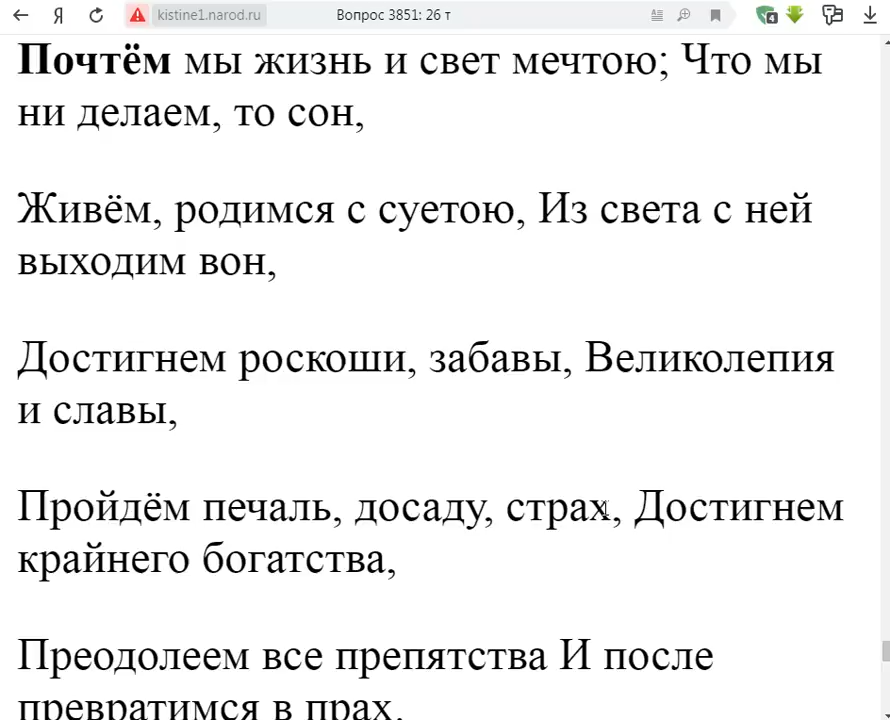 Я kistine1.narod.ru Вопрос 3851: 26 т 4
Почтём мы жизнь и свет мечтою; Что мы
ни делаем, то сон,
Живём, родимся с суетою, Из света с ней
выходим вон,
Достигнем роскоши, забавы, Великолепия
и славы,
Пройдём печаль, досаду, страх, Достигнем
крайнего богатства,
Преодолеем все препятства И после
превратимся в прах,